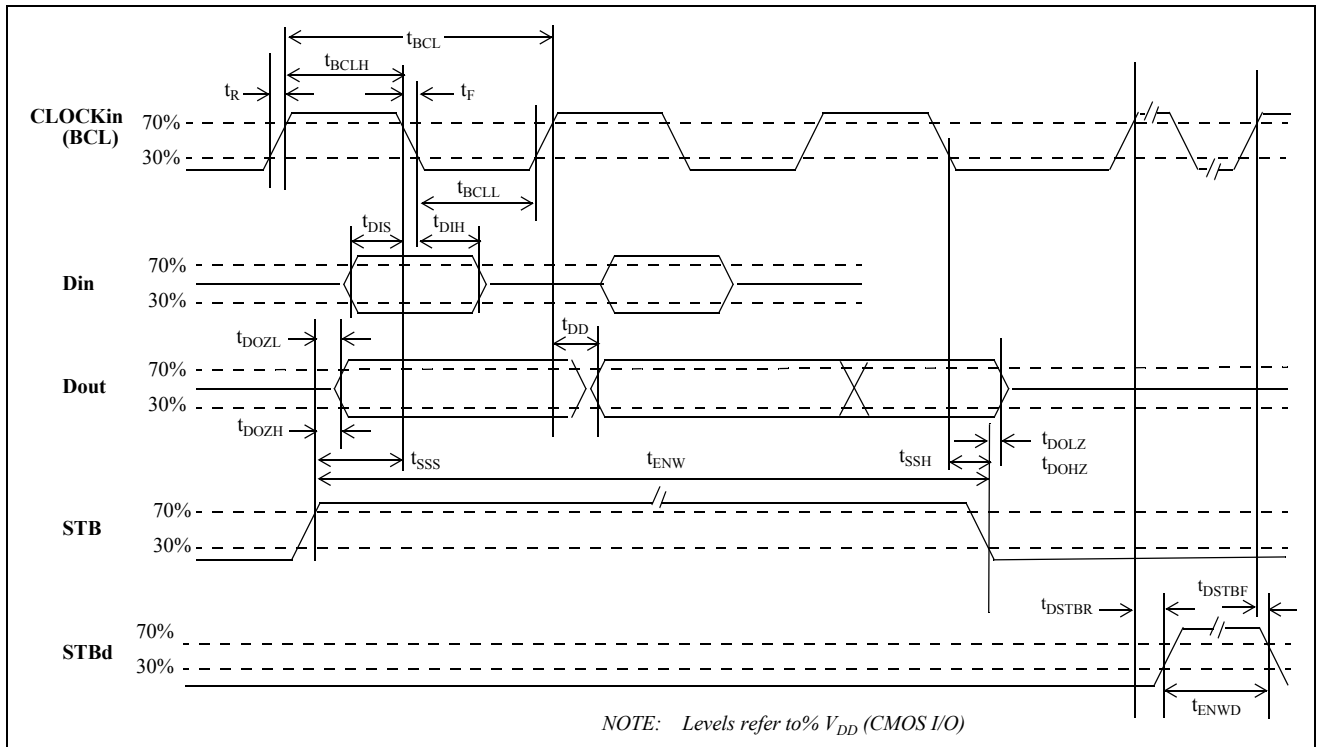 tBCL
tBCLH
tR
tF
CLOCKin
(BCL)
70%
30%
tBCLL
tDIS
tDIH
Din
70%
30%
tDD
tDOZL
Dout
70%
30%
tDOZH
tSSS
tENW
tSSH
tDOLZ
tDOHZ
STB
70%
30%
tDSTBR
tDSTBF
STBd
70%
30%
tENWD
NOTE: Levels refer to% VDD (CMOS I/O)